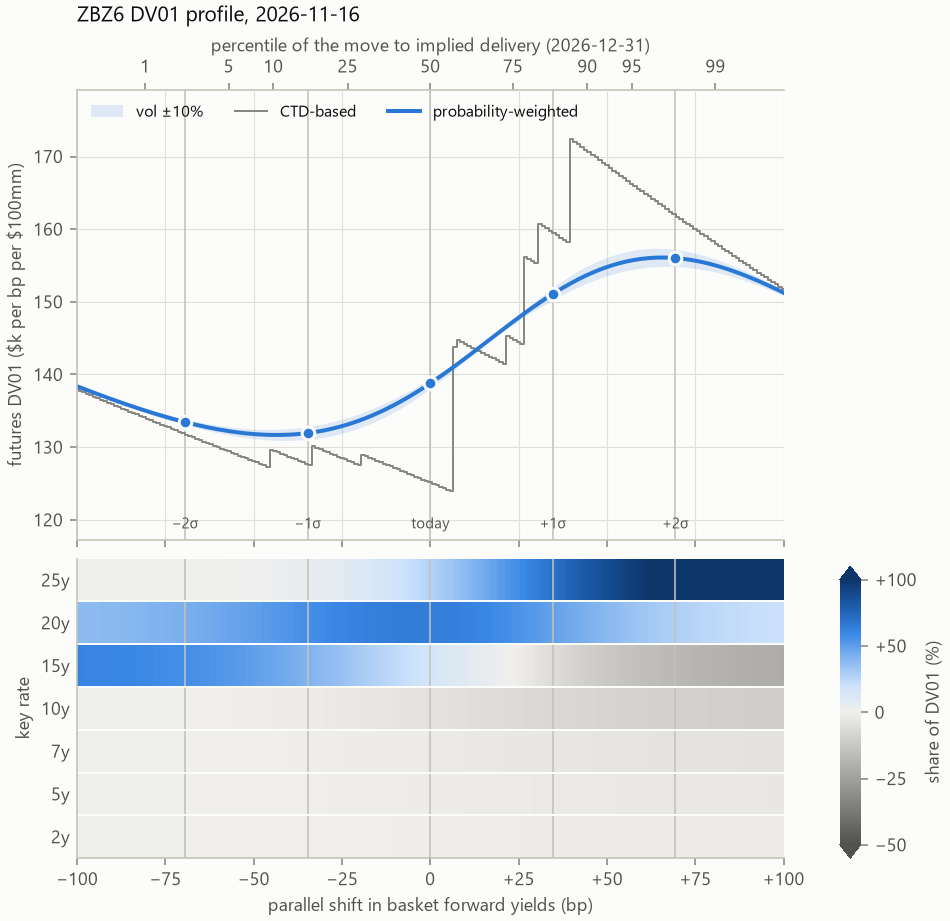 ZBZ6 DV01 profile, 2026-11-16
percentile of the move to implied delivery (2026-12-31)
1 5 10 25 50 75 90 95 99
vol ±10% CTD-based probability-weighted
futures DV01 ($k per bp per $100mm)
170
160
150
140
130
120
−2σ −1σ today +1σ +2σ
key rate
25y
20y
15y
10y
7y
5y
2y
−100 −75 −50 −25 0 +25 +50 +75 +100
parallel shift in basket forward yields (bp)
+100
+50
0
−25
−50
share of DV01 (%)